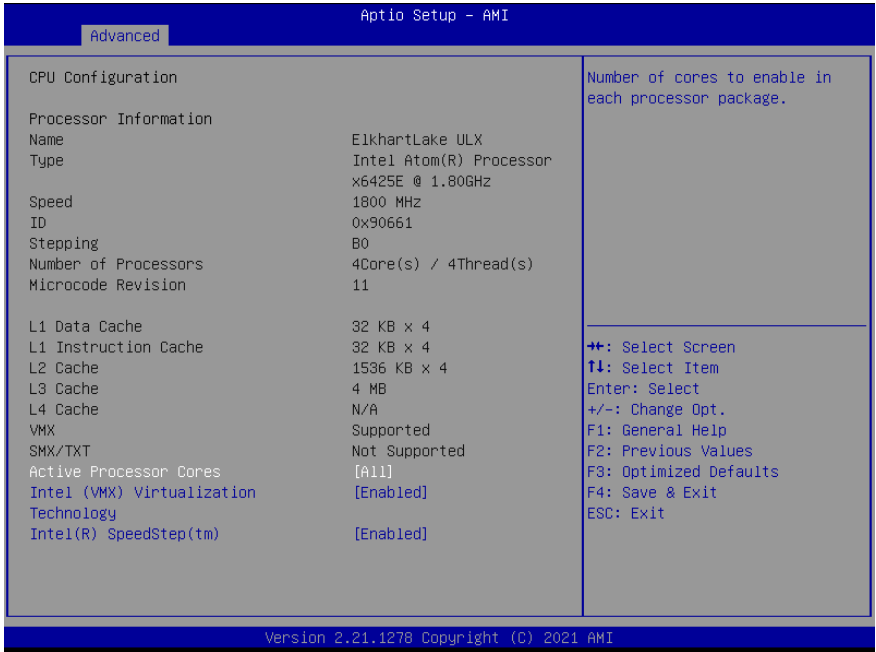 Aptio Setup – AMI
Advanced
CPU Configuration
Processor Information
Name ElkhartLake ULX
Type Intel Atom(R) Processor
x6425E @ 1.80GHz
Speed 1800 MHz
ID 0x90661
Stepping B0
Number of Processors 4Core(s) / 4Thread(s)
Microcode Revision 11
L1 Data Cache 32 KB x 4
L1 Instruction Cache 32 KB x 4
L2 Cache 1536 KB x 4
L3 Cache 4 MB
L4 Cache N/A
VMX Supported
SMX/TXT Not Supported
Active Processor Cores [All]
Intel (VMX) Virtualization [Enabled]
Technology
Intel(R) SpeedStep(tm) [Enabled]
Number of cores to enable in
each processor package.
→←: Select Screen
↑↓: Select Item
Enter: Select
+/-: Change Opt.
F1: General Help
F2: Previous Values
F3: Optimized Defaults
F4: Save & Exit
ESC: Exit
Version 2.21.1278 Copyright (C) 2021 AMI